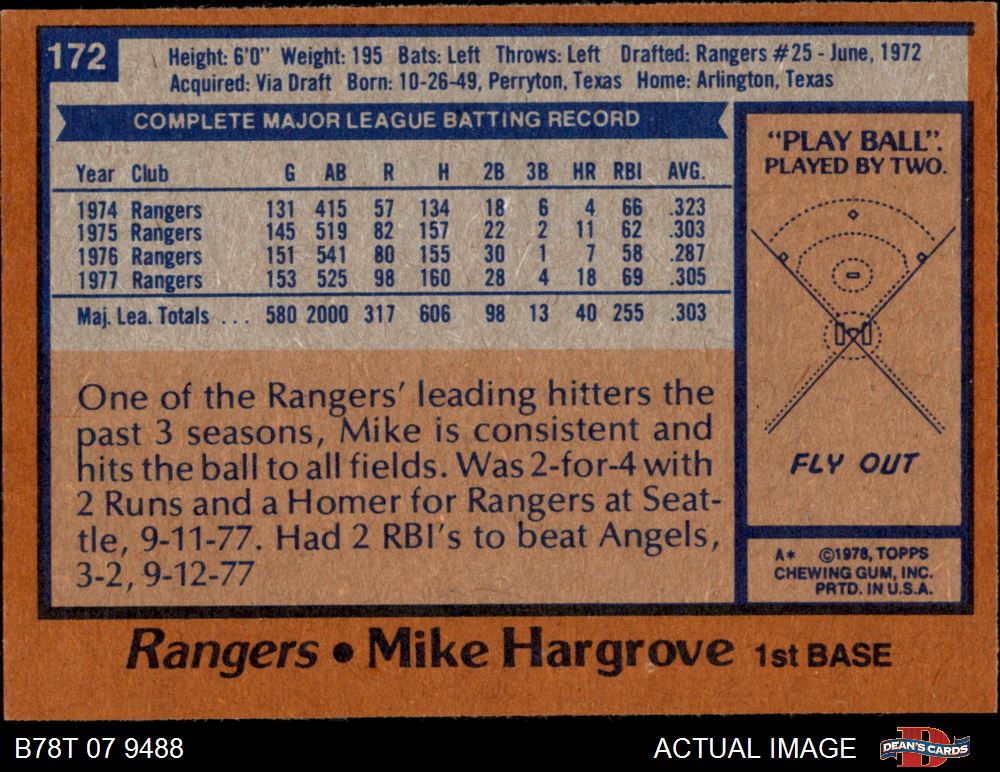 172
Height: 6'0" Weight: 195 Bats: Left Throws: Left Drafted: Rangers #25 - June, 1972
Acquired: Via Draft Born: 10-26-49, Perryton, Texas Home: Arlington, Texas
COMPLETE MAJOR LEAGUE BATTING RECORD
Year Club G AB R H 2B 3B HR RBI AVG.
1974 Rangers 131 415 57 134 18 6 4 66 .323
1975 Rangers 145 519 82 157 22 2 11 62 .303
1976 Rangers 151 541 80 155 30 1 7 58 .287
1977 Rangers 153 525 98 160 28 4 18 69 .305
Maj. Lea. Totals ... 580 2000 317 606 98 13 40 255 .303
One of the Rangers' leading hitters the
past 3 seasons, Mike is consistent and
hits the ball to all fields. Was 2-for-4 with
2 Runs and a Homer for Rangers at Seat-
tle, 9-11-77. Had 2 RBI's to beat Angels,
3-2, 9-12-77
"PLAY BALL".
PLAYED BY TWO.
FLY OUT
A* ©1978, TOPPS
CHEWING GUM, INC.
PRTD. IN U.S.A.
Rangers • Mike Hargrove 1st BASE
B78T 07 9488
ACTUAL IMAGE
DEAN'S CARDS